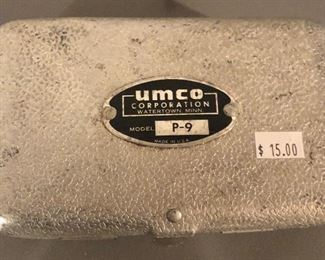 umco
CORPORATION
WATERTOWN, MINN.
MODEL P-9
MADE IN U.S.A.
$ 15.00